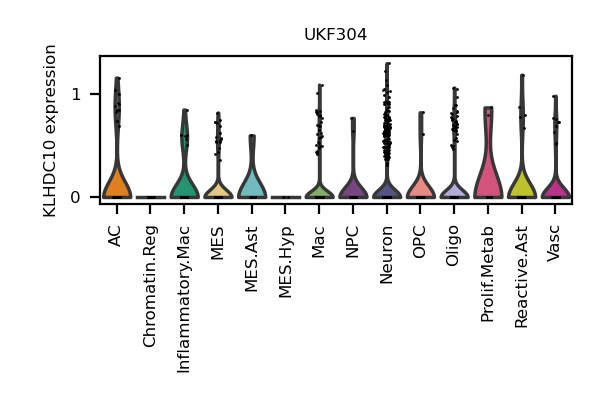 UKF304
KLHDC10 expression
1
0
AC
Chromatin.Reg
Inflammatory.Mac
MES
MES.Ast
MES.Hyp
Mac
NPC
Neuron
OPC
Oligo
Prolif.Metab
Reactive.Ast
Vasc